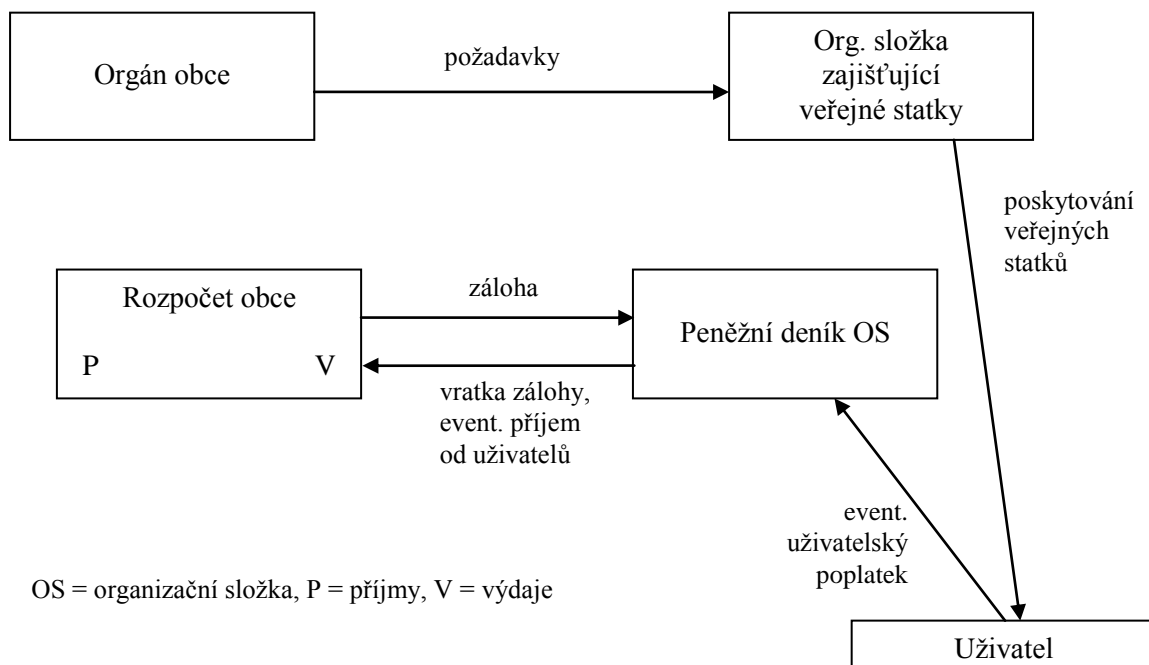 Orgán obce
požadavky
Org. složka
zajišťující
veřejné statky
poskytování
veřejných
statků
Rozpočet obce
P V
záloha
Peněžní deník OS
vratka zálohy,
event. příjem
od uživatelů
event.
uživatelský
poplatek
OS = organizační složka, P = příjmy, V = výdaje
Uživatel